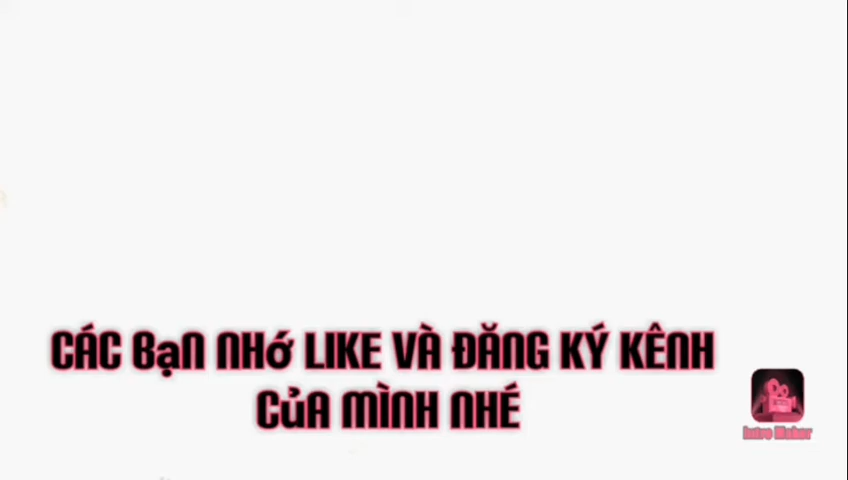 CÁC BẠN NHỚ LIKE VÀ ĐĂNG KÝ KÊNH
CỦA MÌNH NHÉ
Intro Maker